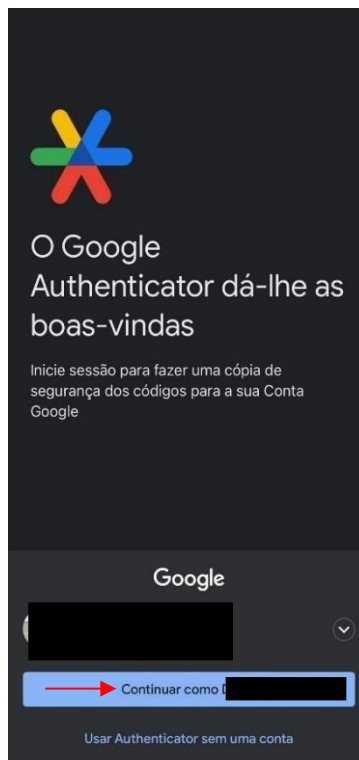 O Google
Authenticator dá-lhe as
boas-vindas
Inicie sessão para fazer uma cópia de
segurança dos códigos para a sua Conta
Google
Google
Continuar como
Usar Authenticator sem uma conta